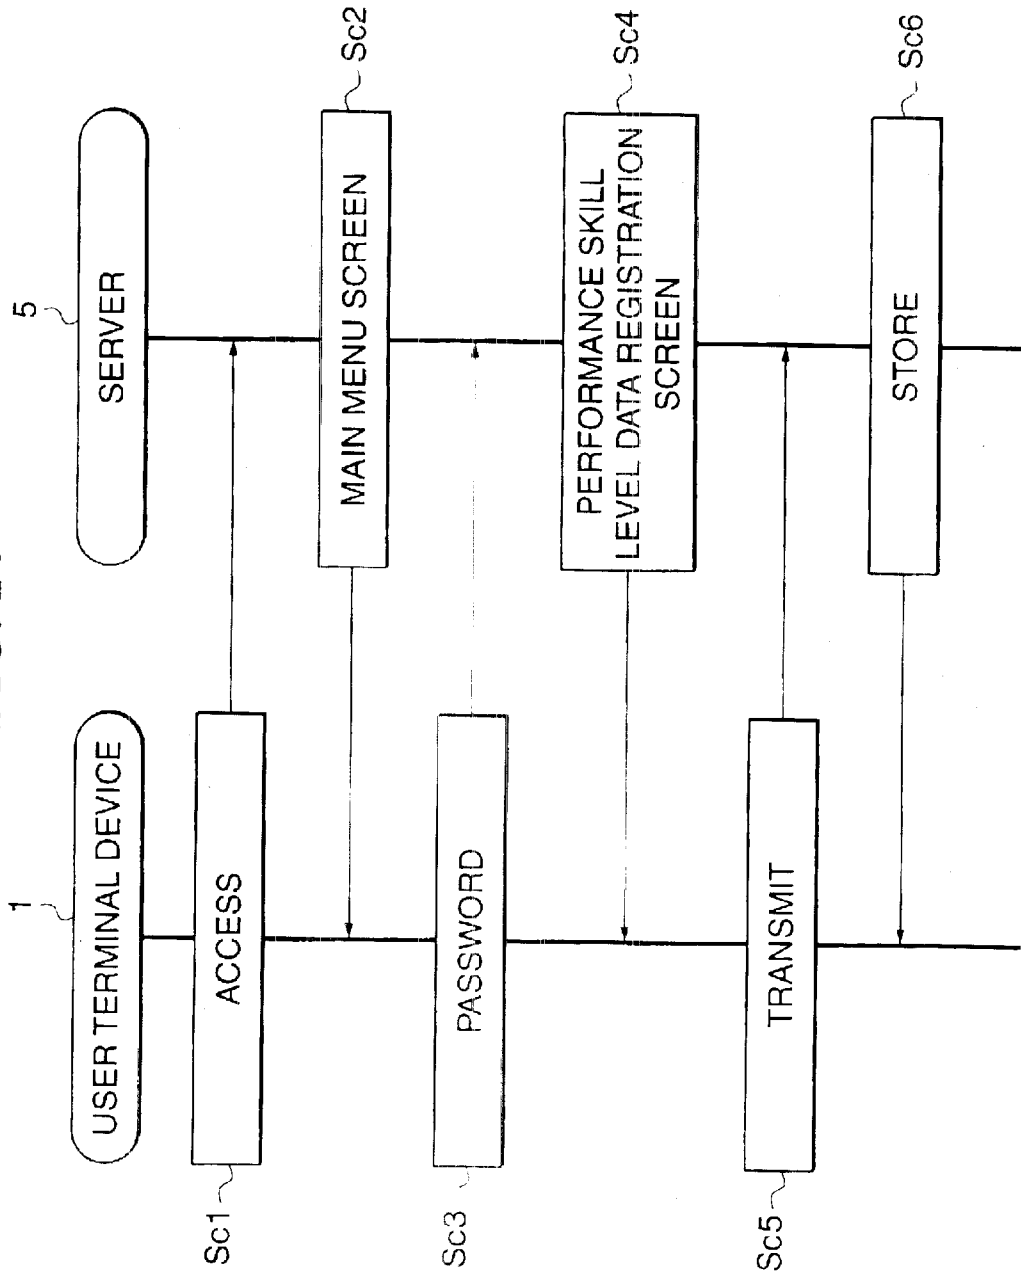 1
5
USER TERMINAL DEVICE
SERVER
Sc1
ACCESS
MAIN MENU SCREEN
Sc2
Sc3
PASSWORD
PERFORMANCE SKILL
LEVEL DATA REGISTRATION
SCREEN
Sc4
Sc5
TRANSMIT
STORE
Sc6